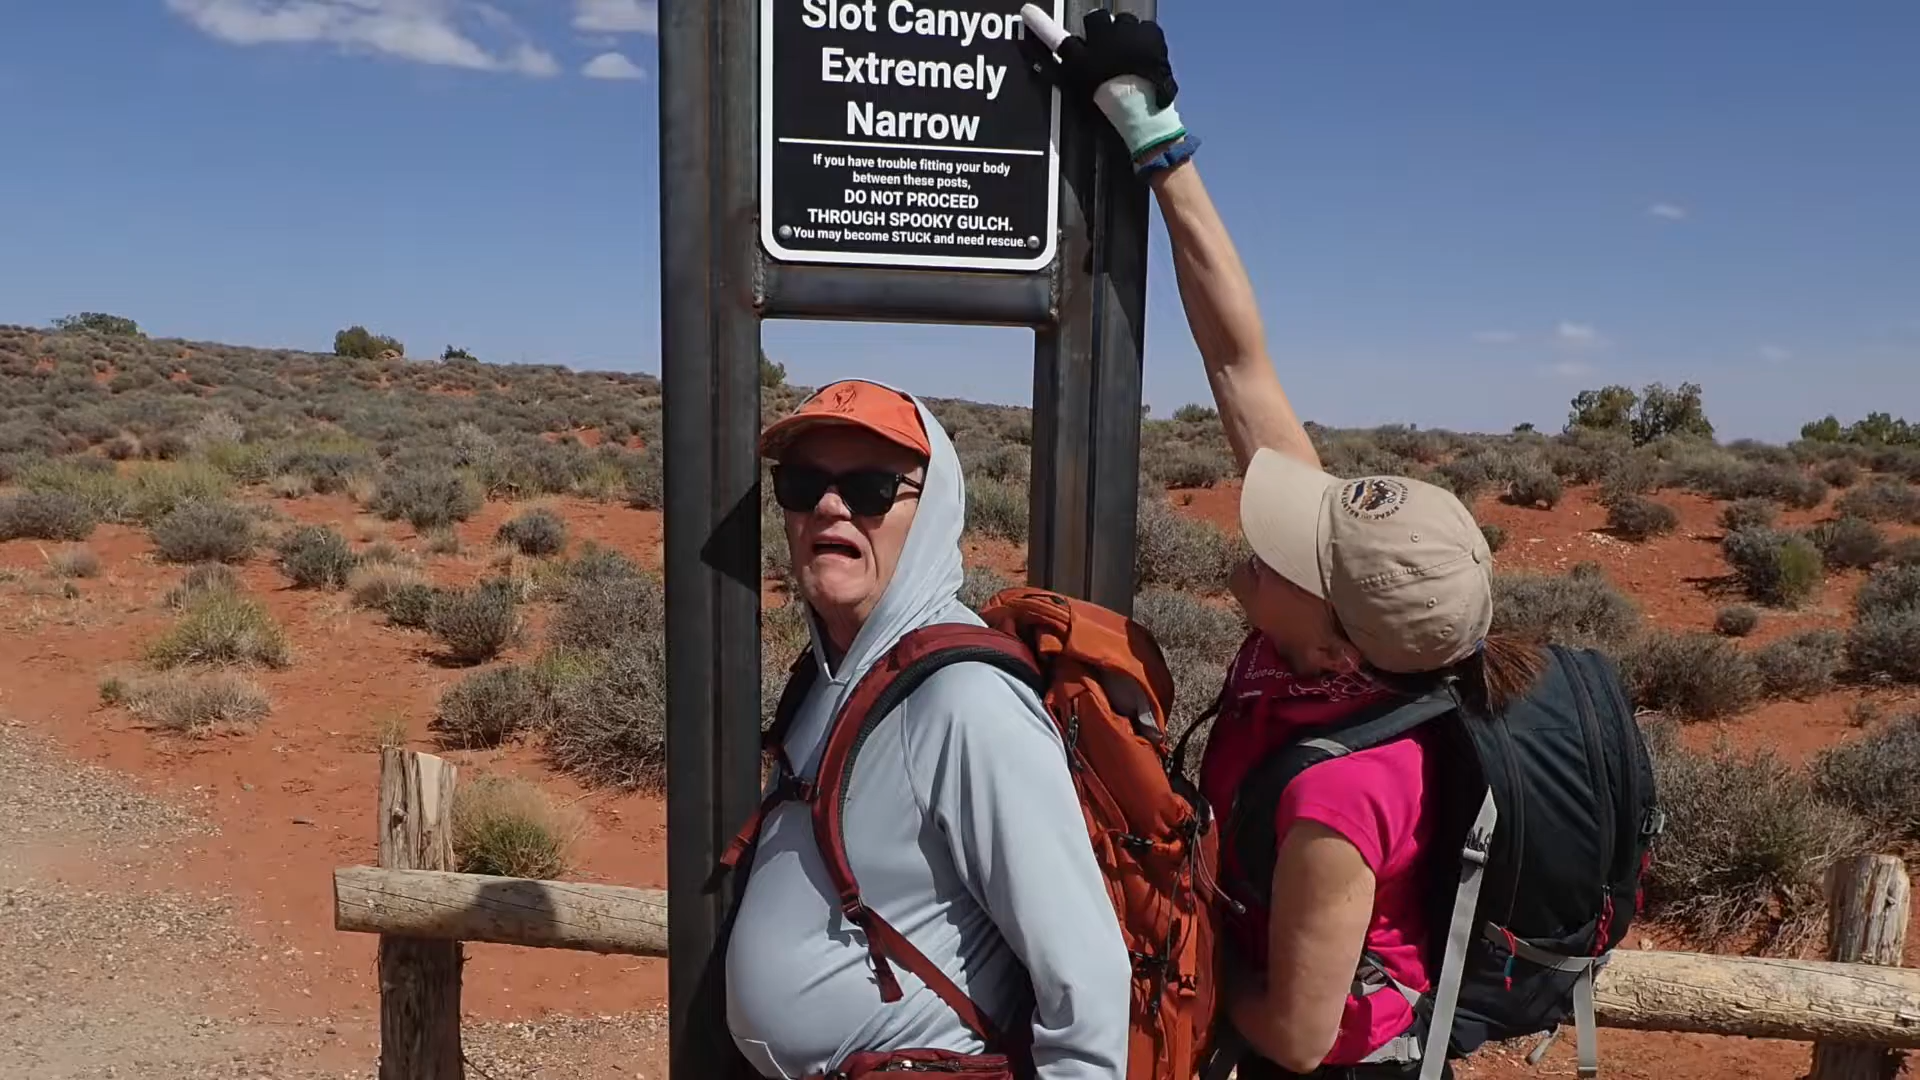 Slot Canyon
Extremely
Narrow
If you have trouble fitting your body
between these posts,
DO NOT PROCEED
THROUGH SPOOKY GULCH.
You may become STUCK and need rescue.